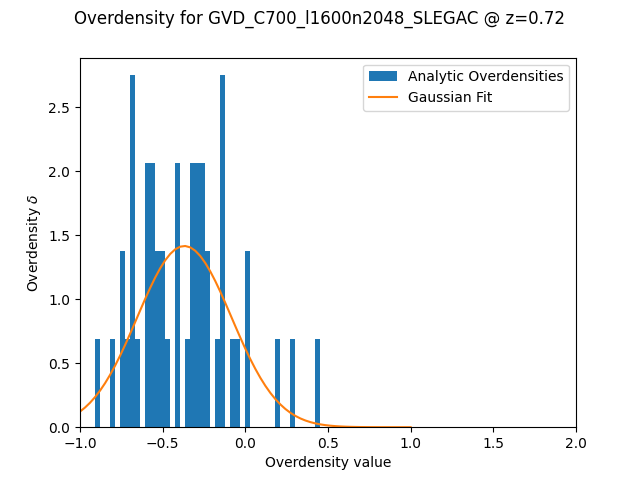 Overdensity for GVD_C700_l1600n2048_SLEGAC @ z=0.72
Analytic Overdensities
Gaussian Fit
Overdensity δ
2.5
2.0
1.5
1.0
0.5
0.0
−1.0 −0.5 0.0 0.5 1.0 1.5 2.0
Overdensity value